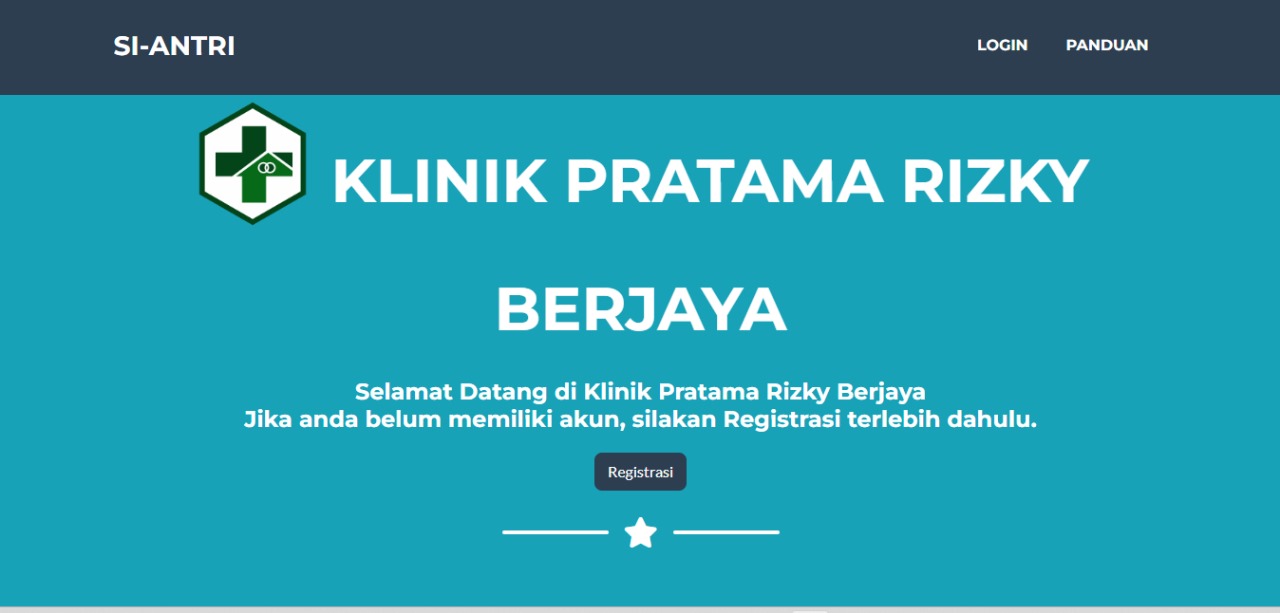 SI-ANTRI
LOGIN
PANDUAN
KLINIK PRATAMA RIZKY
BERJAYA
Selamat Datang di Klinik Pratama Rizky Berjaya
Jika anda belum memiliki akun, silakan Registrasi terlebih dahulu.
Registrasi